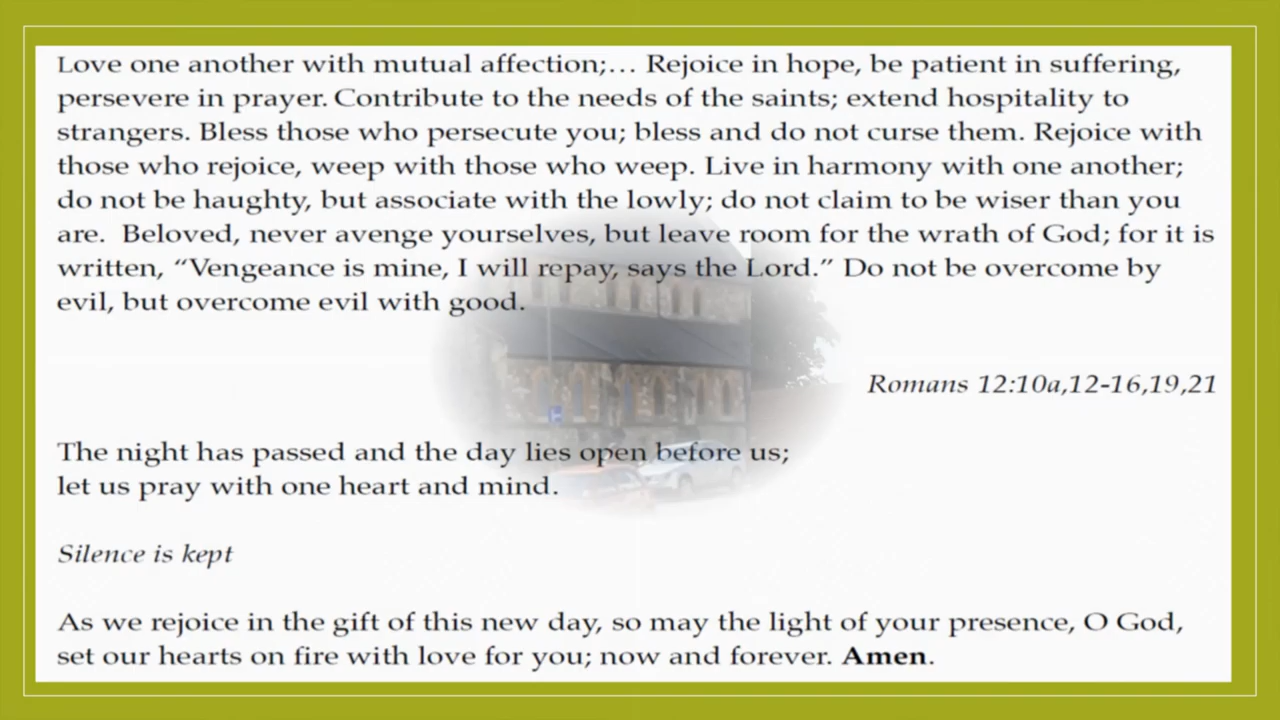 Love one another with mutual affection;… Rejoice in hope, be patient in suffering,
persevere in prayer. Contribute to the needs of the saints; extend hospitality to
strangers. Bless those who persecute you; bless and do not curse them. Rejoice with
those who rejoice, weep with those who weep. Live in harmony with one another;
do not be haughty, but associate with the lowly; do not claim to be wiser than you
are.  Beloved, never avenge yourselves, but leave room for the wrath of God; for it is
written, “Vengeance is mine, I will repay, says the Lord.” Do not be overcome by
evil, but overcome evil with good.
Romans 12:10a,12-16,19,21
The night has passed and the day lies open before us;
let us pray with one heart and mind.
Silence is kept
As we rejoice in the gift of this new day, so may the light of your presence, O God,
set our hearts on fire with love for you; now and forever. Amen.